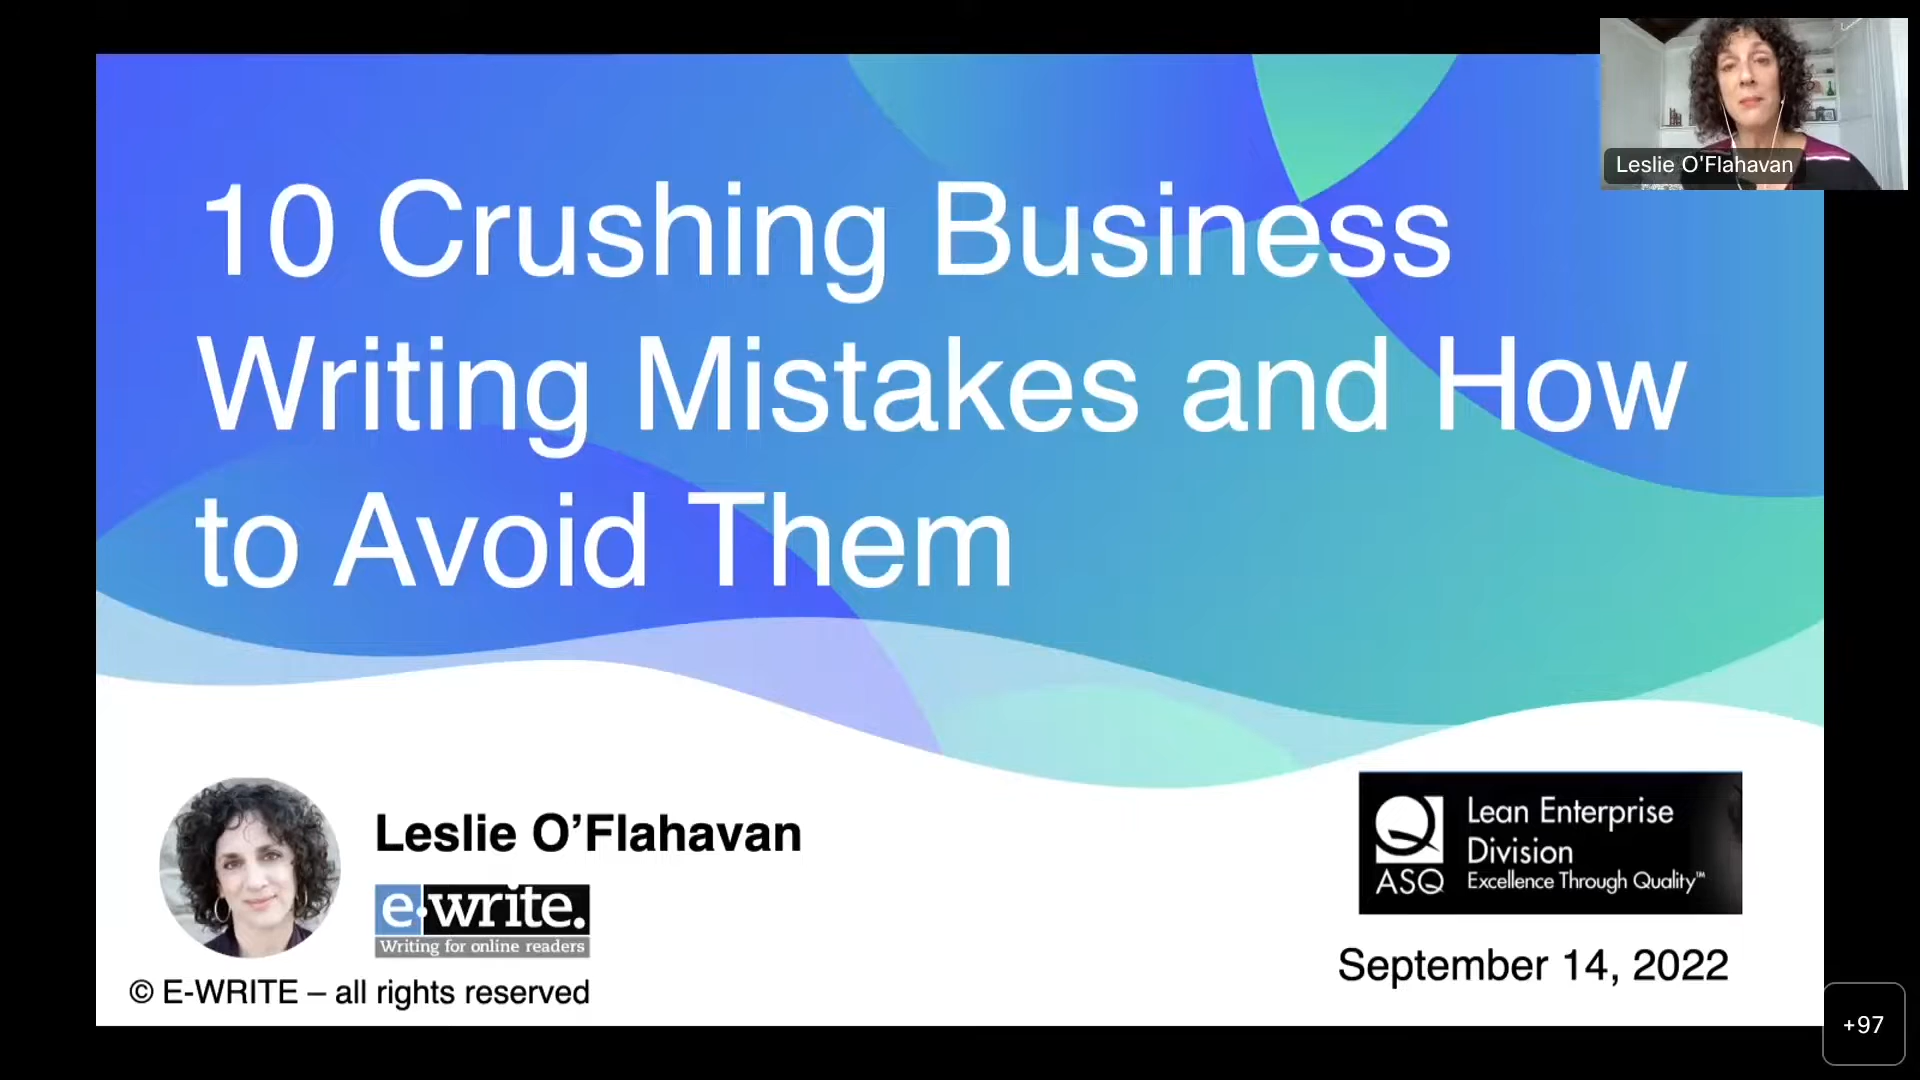 Leslie O'Flahavan
10 Crushing Business
Writing Mistakes and How
to Avoid Them
Leslie O’Flahavan
e·write.
Writing for online readers
© E-WRITE – all rights reserved
ASQ
Lean Enterprise
Division
Excellence Through Quality™
September 14, 2022
+97